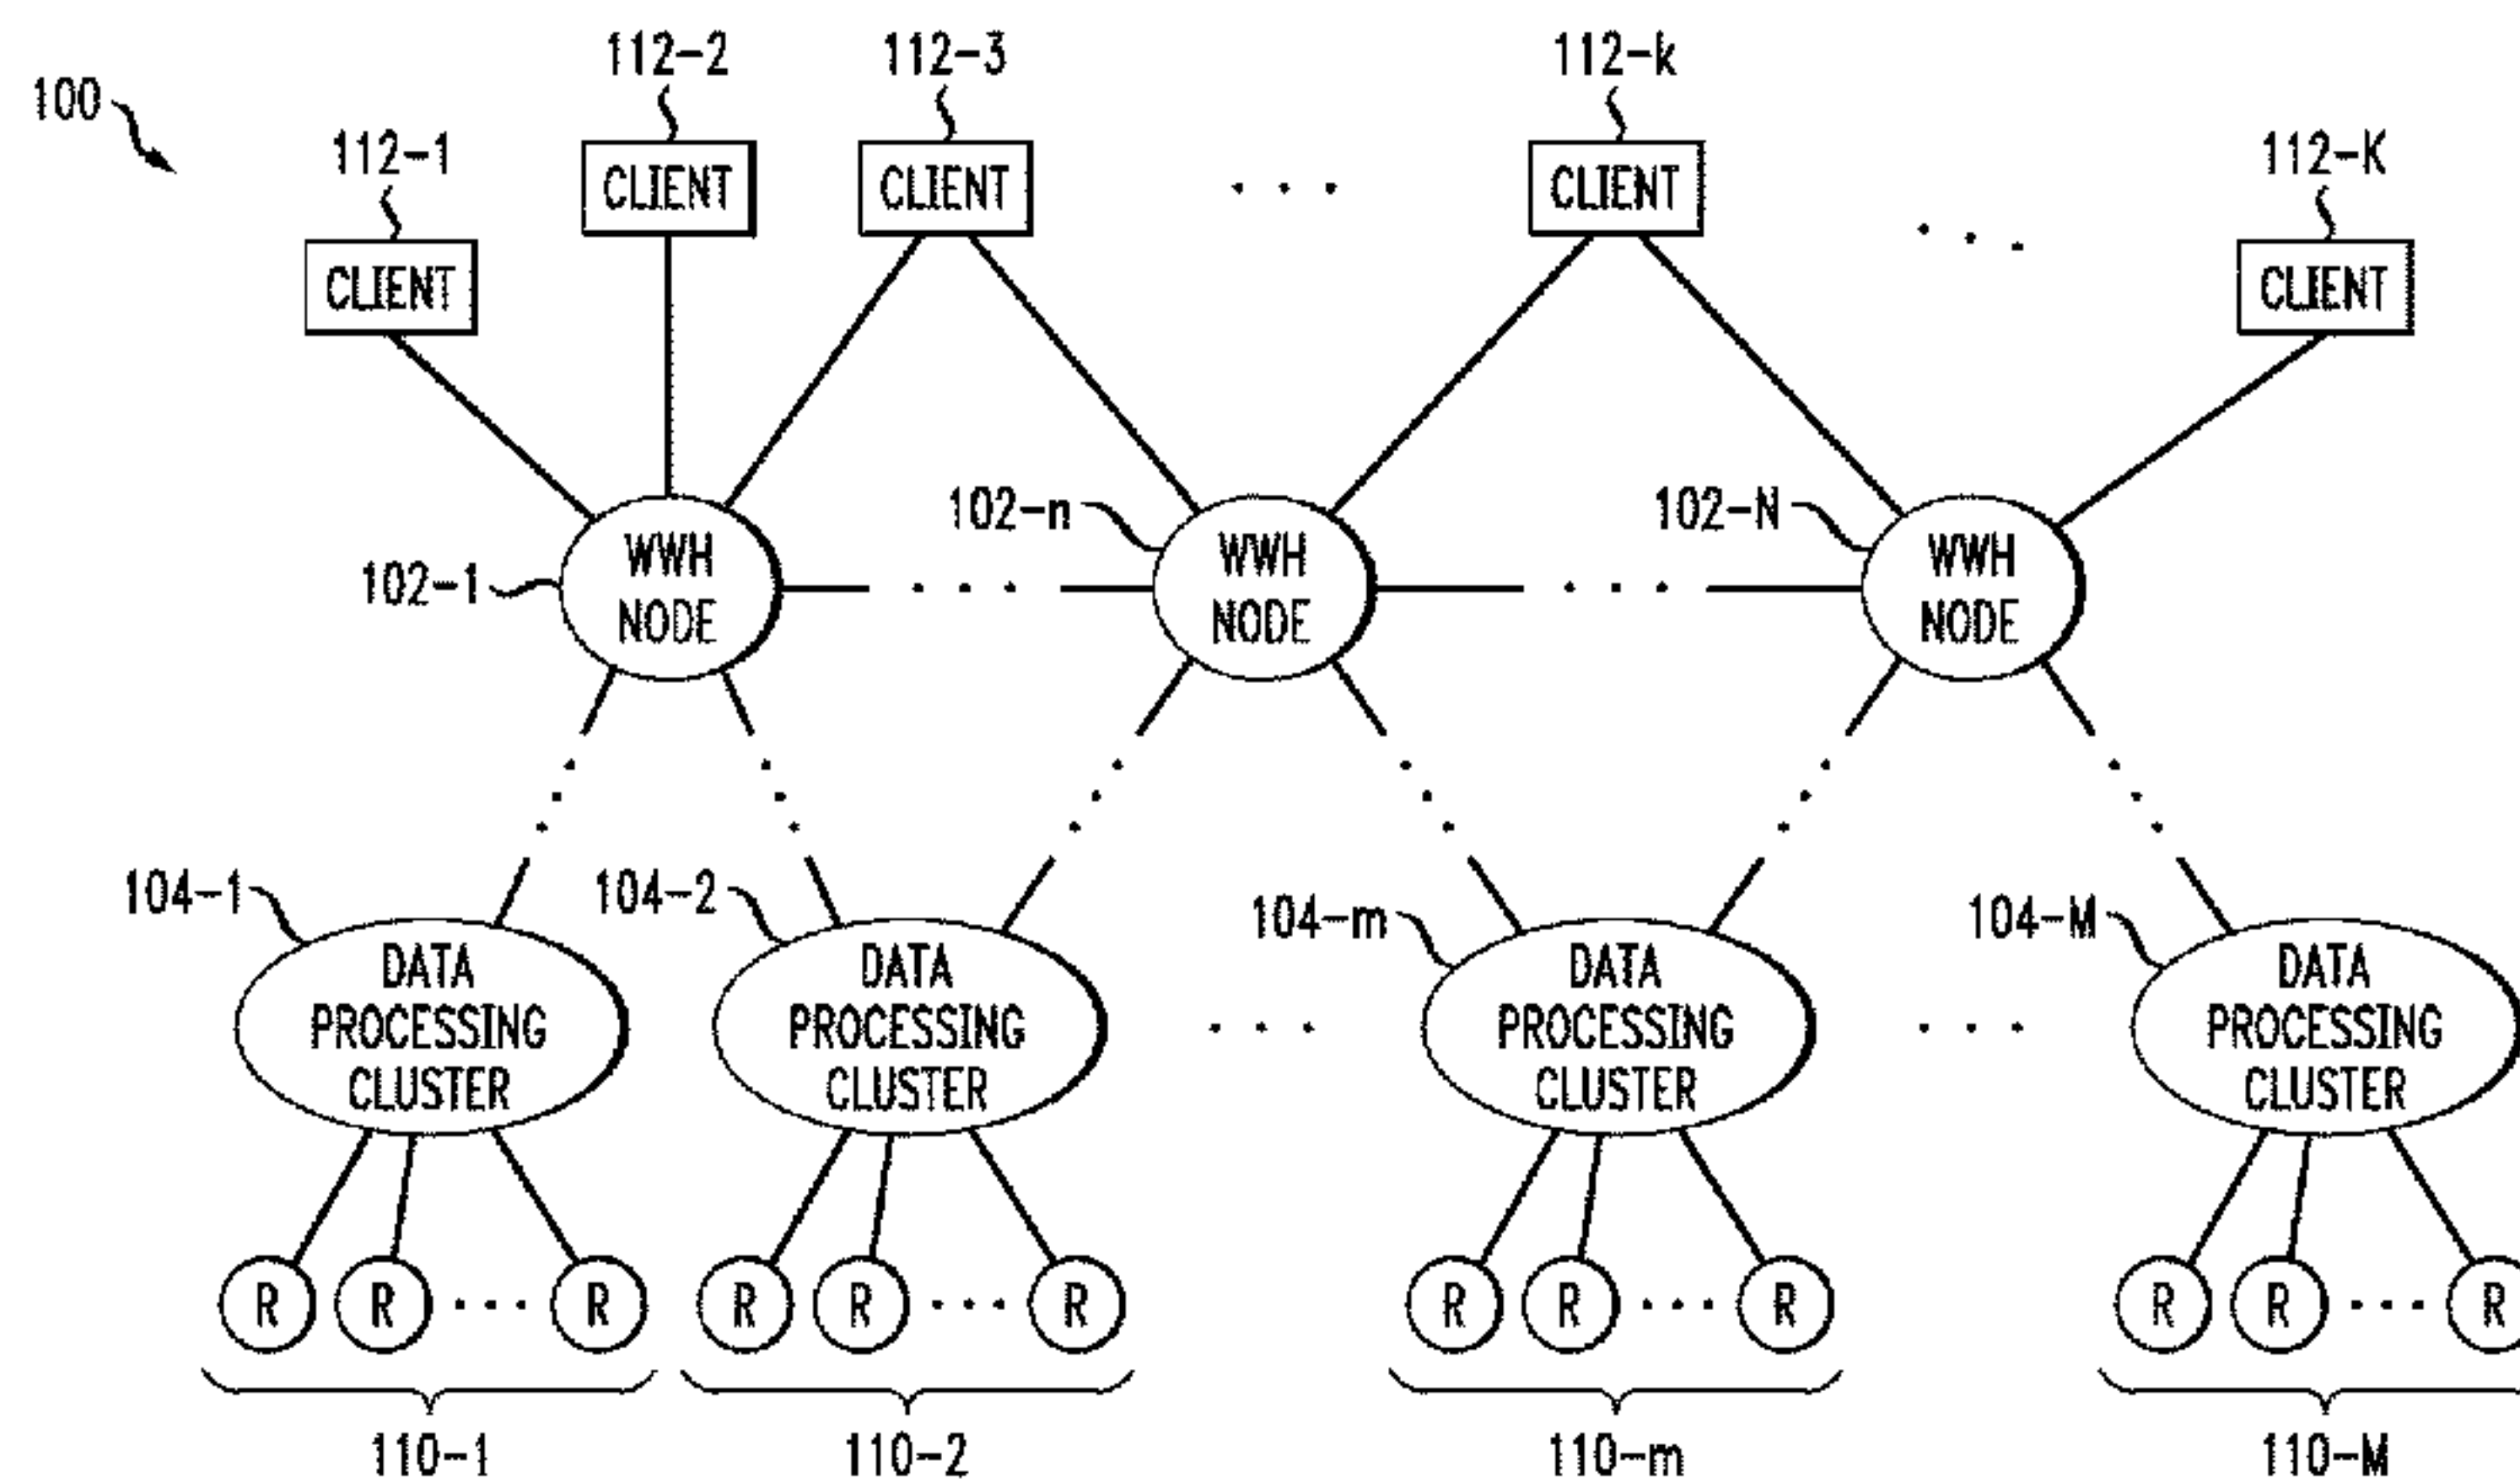 100
112-1
112-2
112-3
112-k
112-K
CLIENT
CLIENT
CLIENT
CLIENT
CLIENT
102-1
102-n
102-N
WWH
NODE
WWH
NODE
WWH
NODE
104-1
104-2
104-m
104-M
DATA
PROCESSING
CLUSTER
DATA
PROCESSING
CLUSTER
DATA
PROCESSING
CLUSTER
DATA
PROCESSING
CLUSTER
R R ... R
R R ... R
R R ... R
R R ... R
110-1
110-2
110-m
110-M